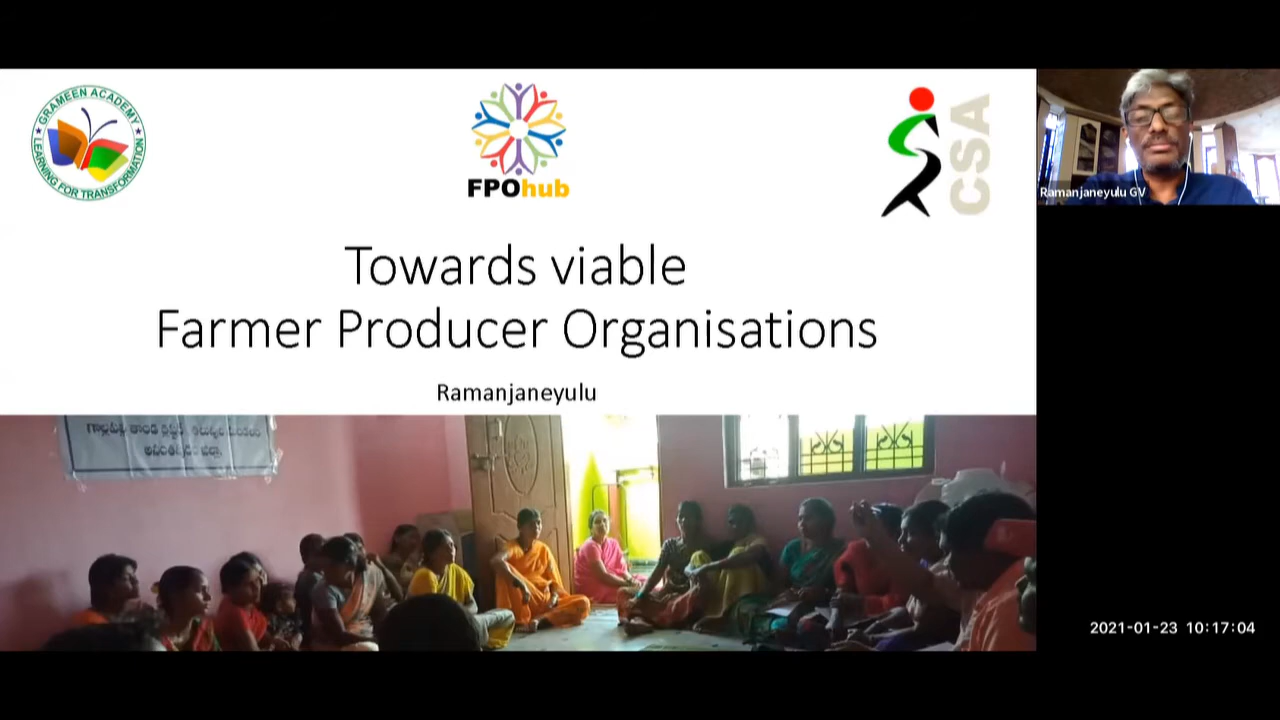 GRAMEEN ACADEMY
LEARNING FOR TRANSFORMATION
FPOhub
CSA
Ramanjaneyulu GV
Towards viable
Farmer Producer Organisations
Ramanjaneyulu
తాండ
2021-01-23 10:17:04